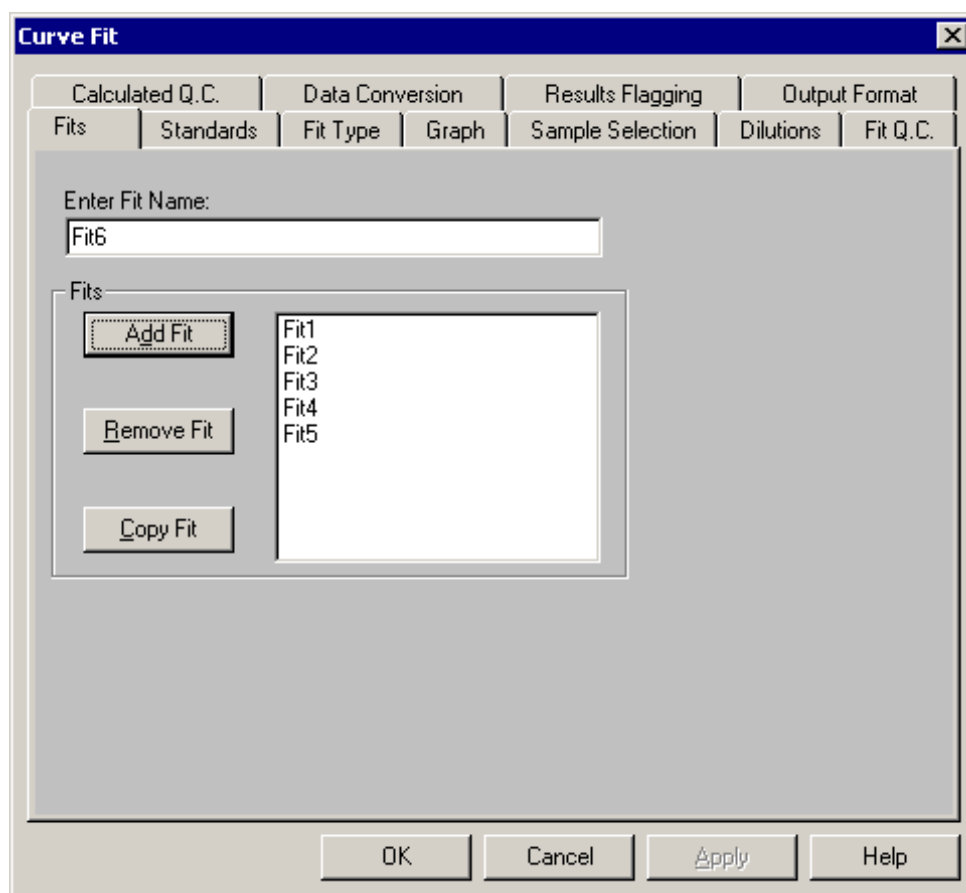 Curve Fit
Calculated Q.C. Data Conversion Results Flagging Output Format
Fits Standards Fit Type Graph Sample Selection Dilutions Fit Q.C.
Enter Fit Name:
Fit6
Fits
Add Fit
Remove Fit
Copy Fit
Fit1
Fit2
Fit3
Fit4
Fit5
OK Cancel Apply Help